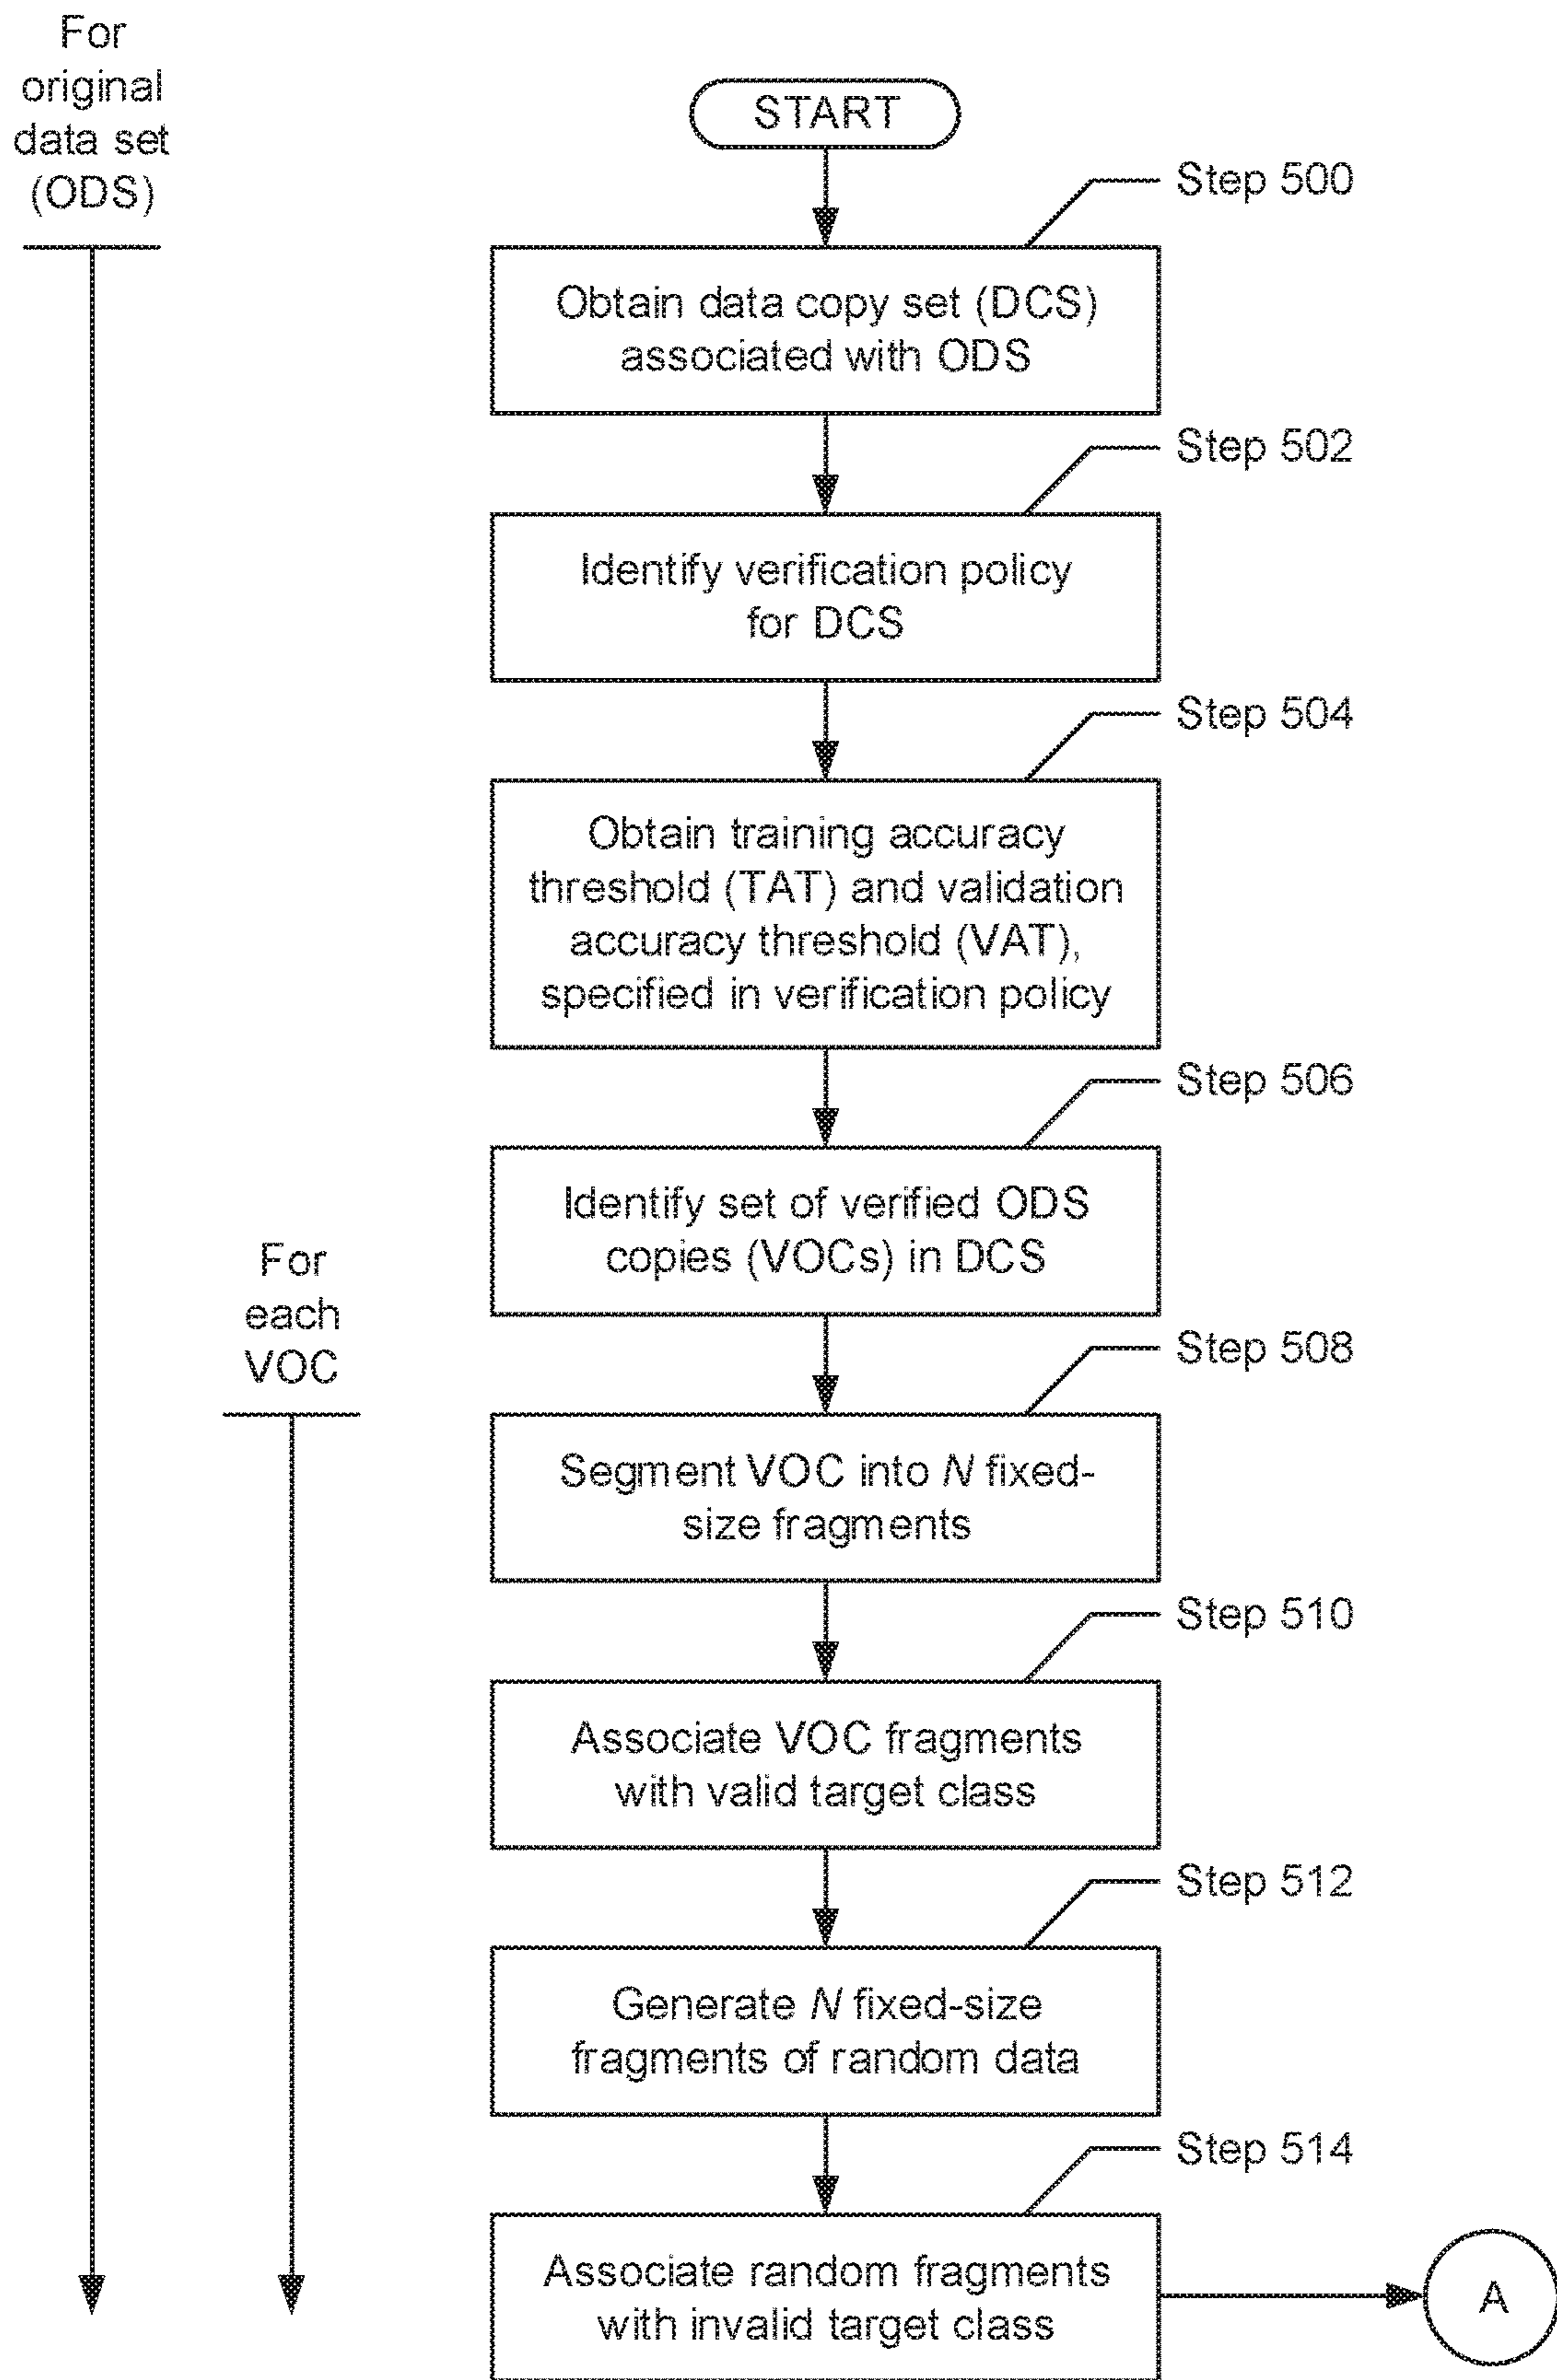 For
original
data set
(ODS)
START
Step 500
Obtain data copy set (DCS)
associated with ODS
Step 502
Identify verification policy
for DCS
Step 504
Obtain training accuracy
threshold (TAT) and validation
accuracy threshold (VAT),
specified in verification policy
Step 506
Identify set of verified ODS
copies (VOCs) in DCS
For
each
VOC
Step 508
Segment VOC into N fixed-
size fragments
Step 510
Associate VOC fragments
with valid target class
Step 512
Generate N fixed-size
fragments of random data
Step 514
Associate random fragments
with invalid target class
A